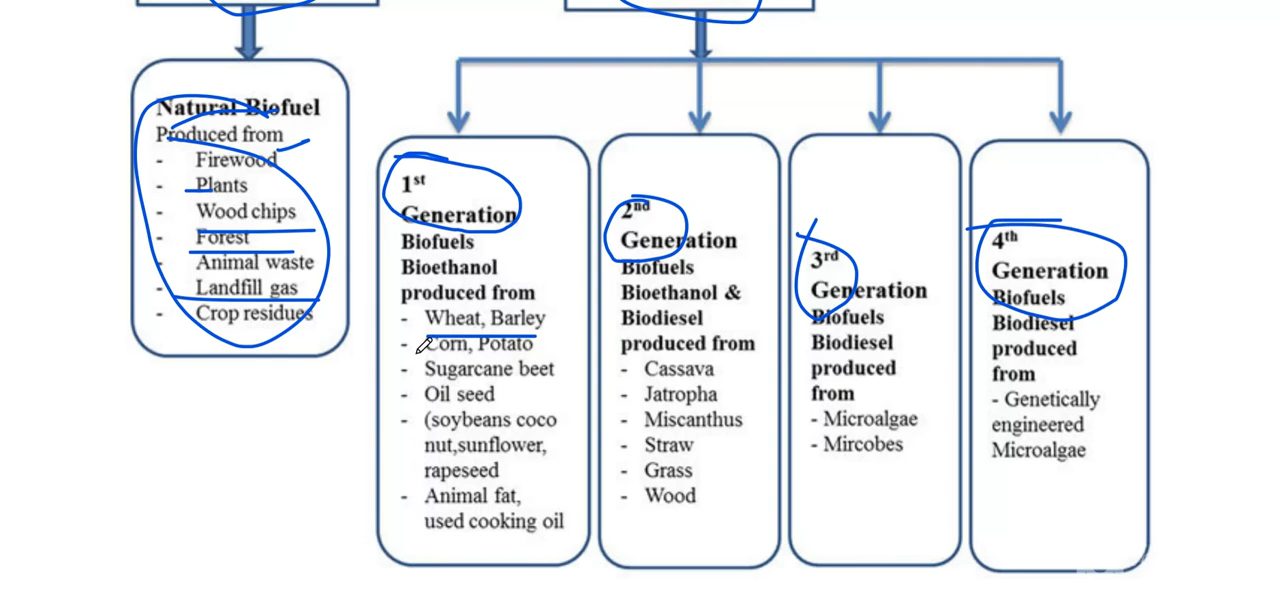 Natural Biofuel
Produced from
- Firewood
- Plants
- Wood chips
- Forest
- Animal waste
- Landfill gas
- Crop residues
1st
Generation
Biofuels
Bioethanol
produced from
- Wheat, Barley
- Corn, Potato
- Sugarcane beet
- Oil seed
- (soybeans coco
nut,sunflower,
rapeseed
- Animal fat,
used cooking oil
2nd
Generation
Biofuels
Bioethanol &
Biodiesel
produced from
- Cassava
- Jatropha
- Miscanthus
- Straw
- Grass
- Wood
3rd
Generation
Biofuels
Biodiesel
produced
from
- Microalgae
- Mircobes
4th
Generation
Biofuels
Biodiesel
produced
from
- Genetically
engineered
Microalgae